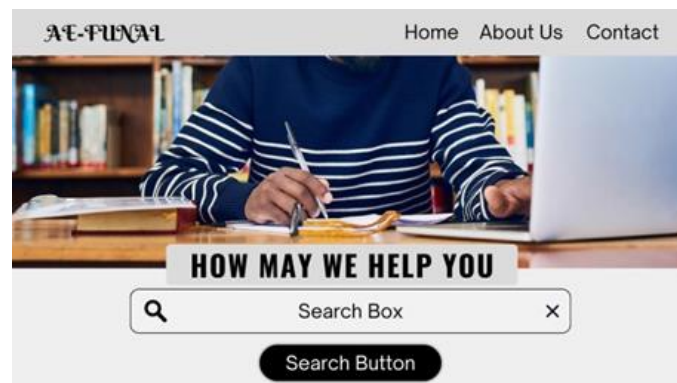 AE-FUNAL Home About Us Contact
HOW MAY WE HELP YOU
Search Box
Search Button